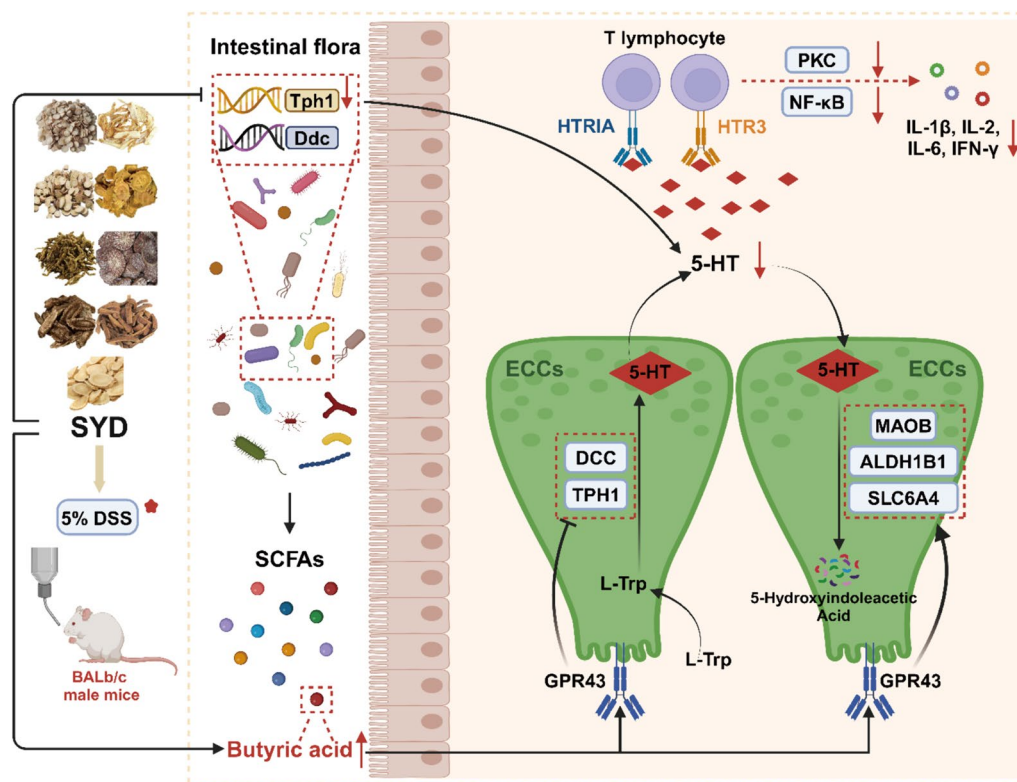 Intestinal flora
Tph1
Ddc
SYD
5% DSS
BALb/c
male mice
SCFAs
Butyric acid
T lymphocyte
HTRIA
HTR3
PKC
NF-κB
IL-1β, IL-2,
IL-6, IFN-γ
5-HT
ECCs
5-HT
DCC
TPH1
L-Trp
L-Trp
GPR43
ECCs
5-HT
MAOB
ALDH1B1
SLC6A4
5-Hydroxyindoleacetic
Acid
GPR43